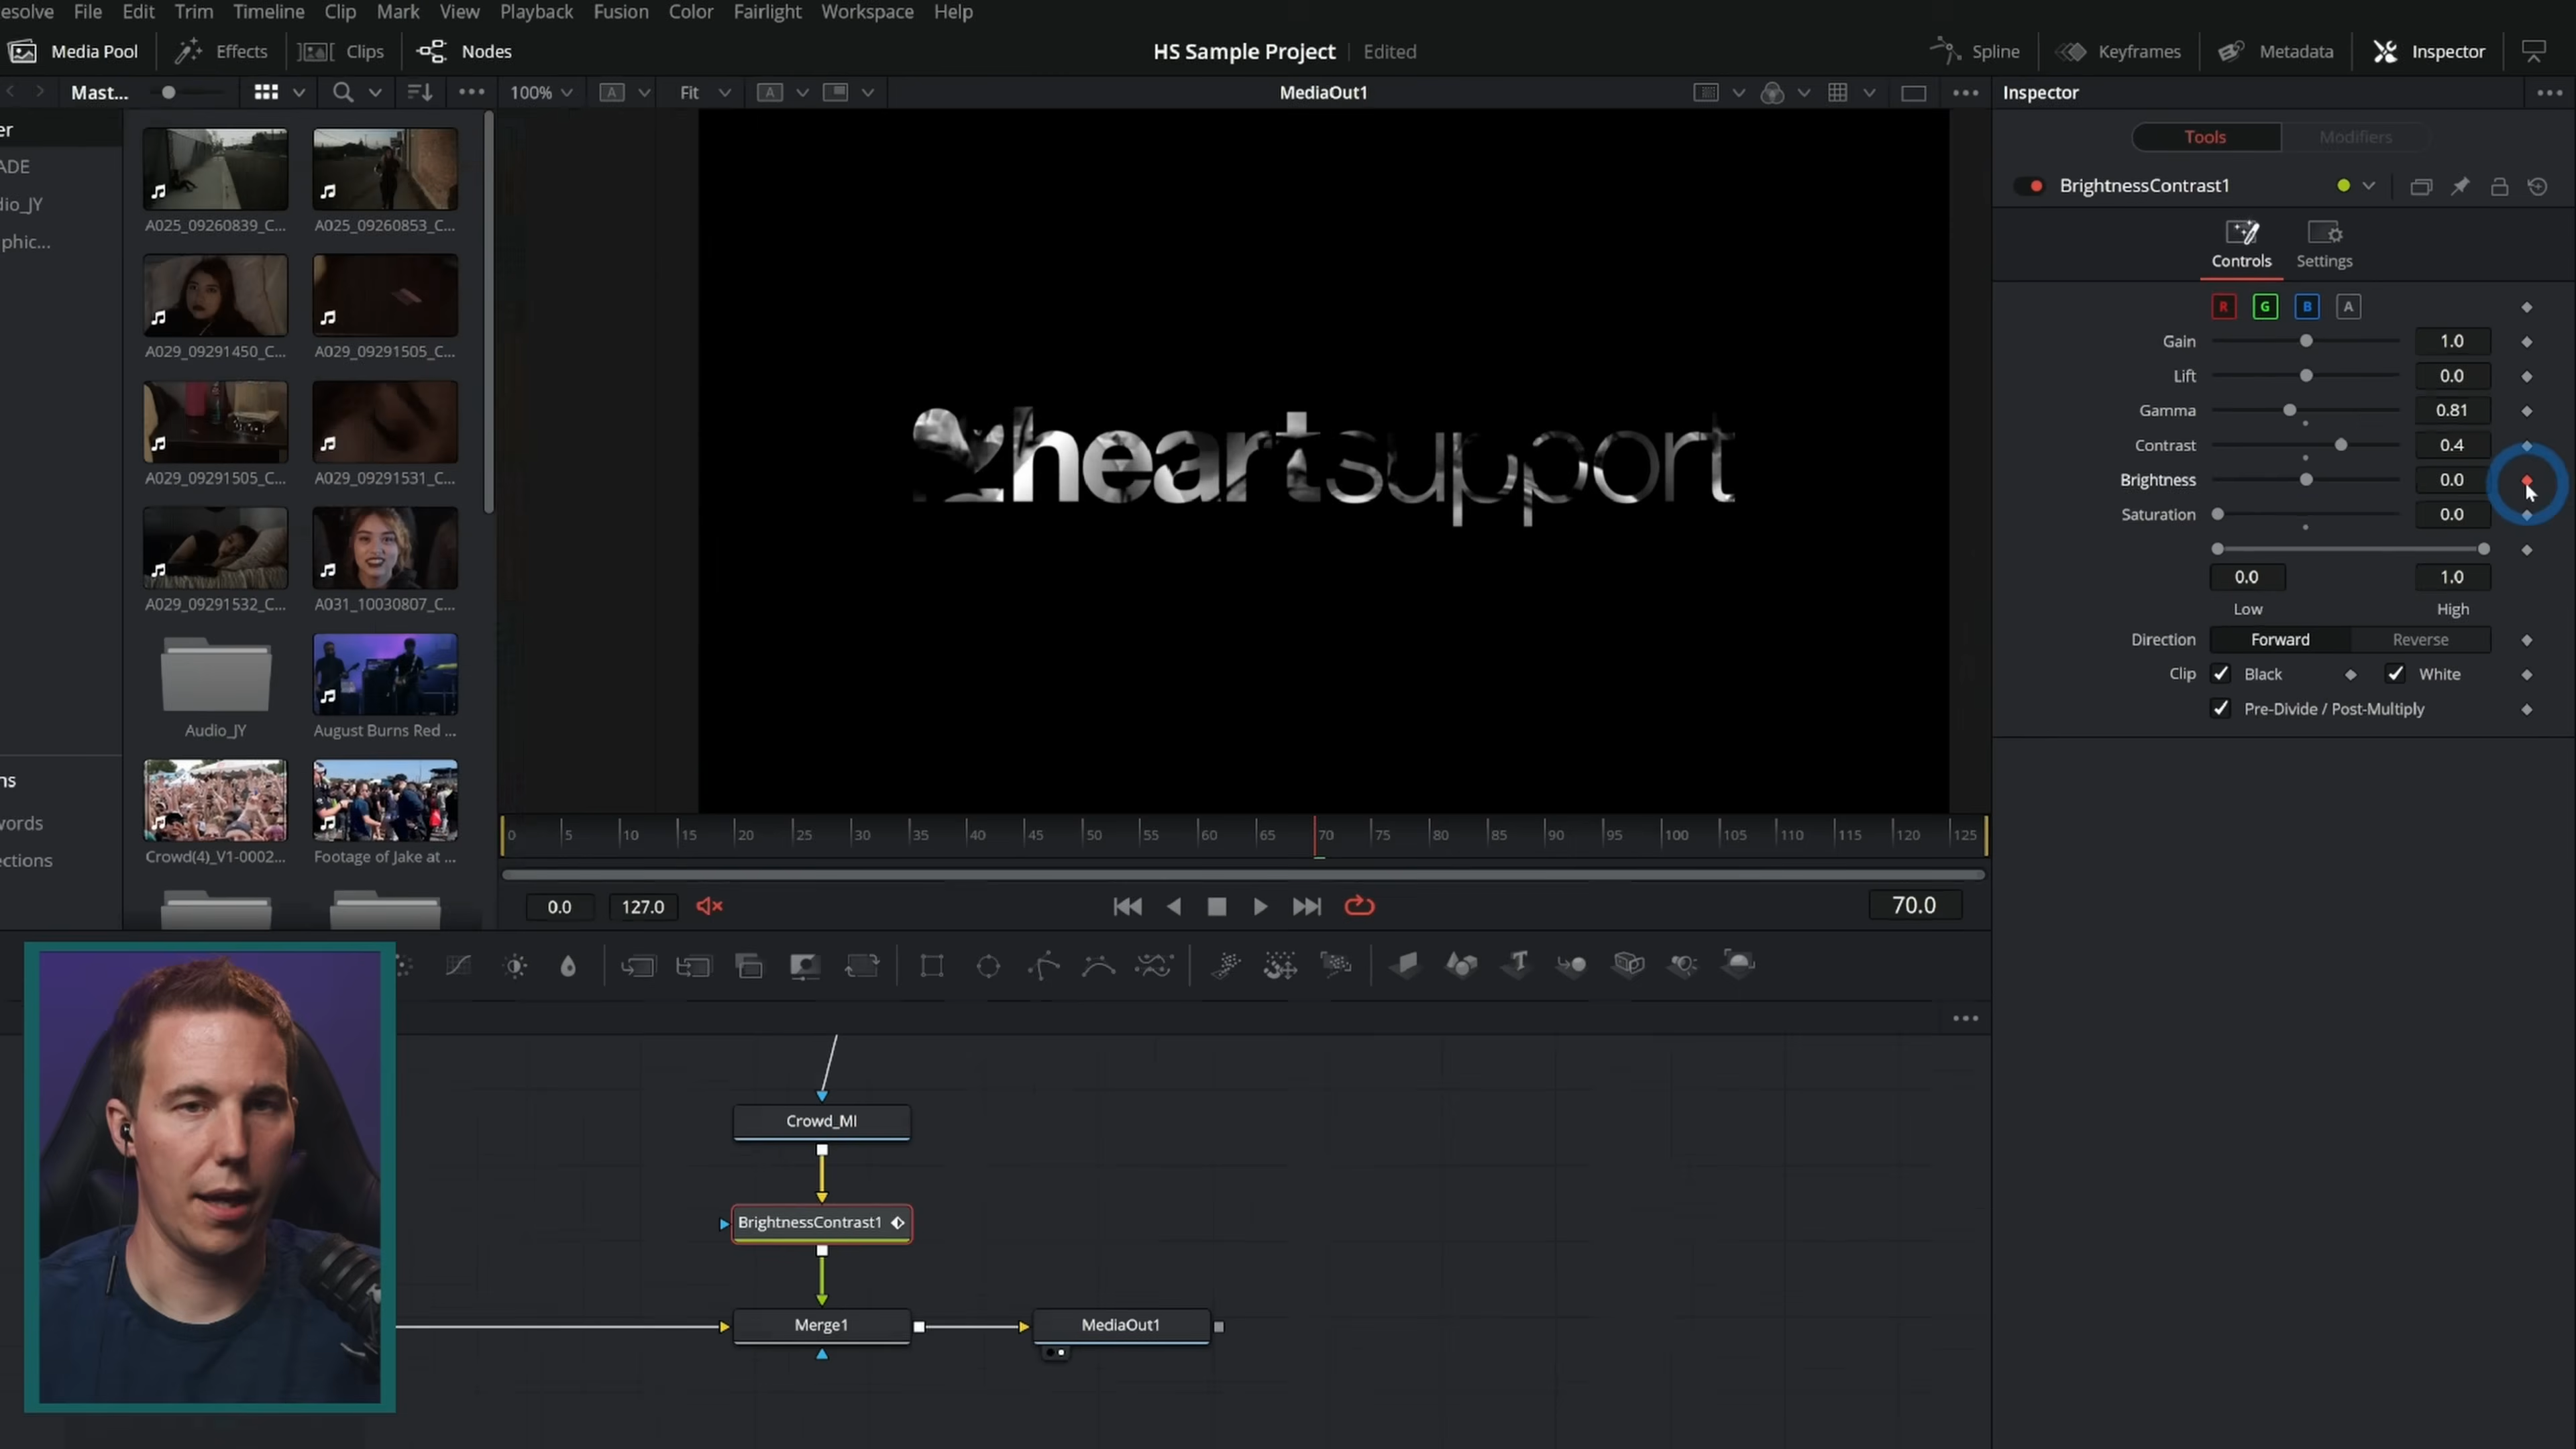 esolve File Edit Trim Timeline Clip Mark View Playback Fusion Color Fairlight Workspace Help
Media Pool Effects Clips Nodes HS Sample Project Edited Spline Keyframes Metadata Inspector
Mast... 100% Fit MediaOut1 Inspector
Tools Modifiers
BrightnessContrast1
Controls Settings
R G B A
Gain 1.0
Lift 0.0
Gamma 0.81
Contrast 0.4
Brightness 0.0
Saturation 0.0
0.0 1.0
Low High
Direction Forward Reverse
Clip Black White
Pre-Divide / Post-Multiply
er
ADE
dio_JY
phic...
ns
words
ections
A025_09260839_C... A025_09260853_C...
A029_09291450_C... A029_09291505_C...
A029_09291505_C... A029_09291531_C...
A029_09291532_C... A031_10030807_C...
Audio_JY August Burns Red ...
Crowd(4)_V1-0002... Footage of Jake at ...
heartsupport
0 5 10 15 20 25 30 35 40 45 50 55 60 65 70 75 80 85 90 95 100 105 110 115 120 125
0.0 127.0 70.0
Crowd_MI
BrightnessContrast1
Merge1 MediaOut1